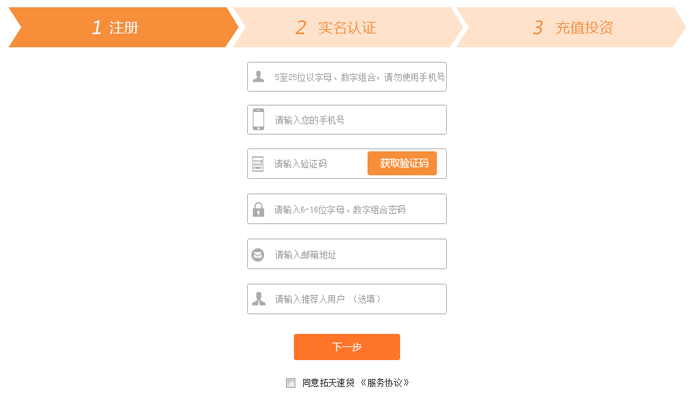 1 注册
2 实名认证
3 充值投资
5至25位以字母、数字组合，请勿使用手机号
请输入您的手机号
请输入验证码 获取验证码
请输入6-16位字母、数字组合密码
请输入邮箱地址
请输入推荐人用户 （选填）
下一步
同意拓天速贷 《服务协议》